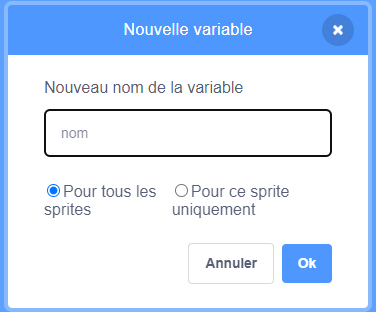 Nouvelle variable
Nouveau nom de la variable
nom
Pour tous les sprites
Pour ce sprite uniquement
Annuler
Ok